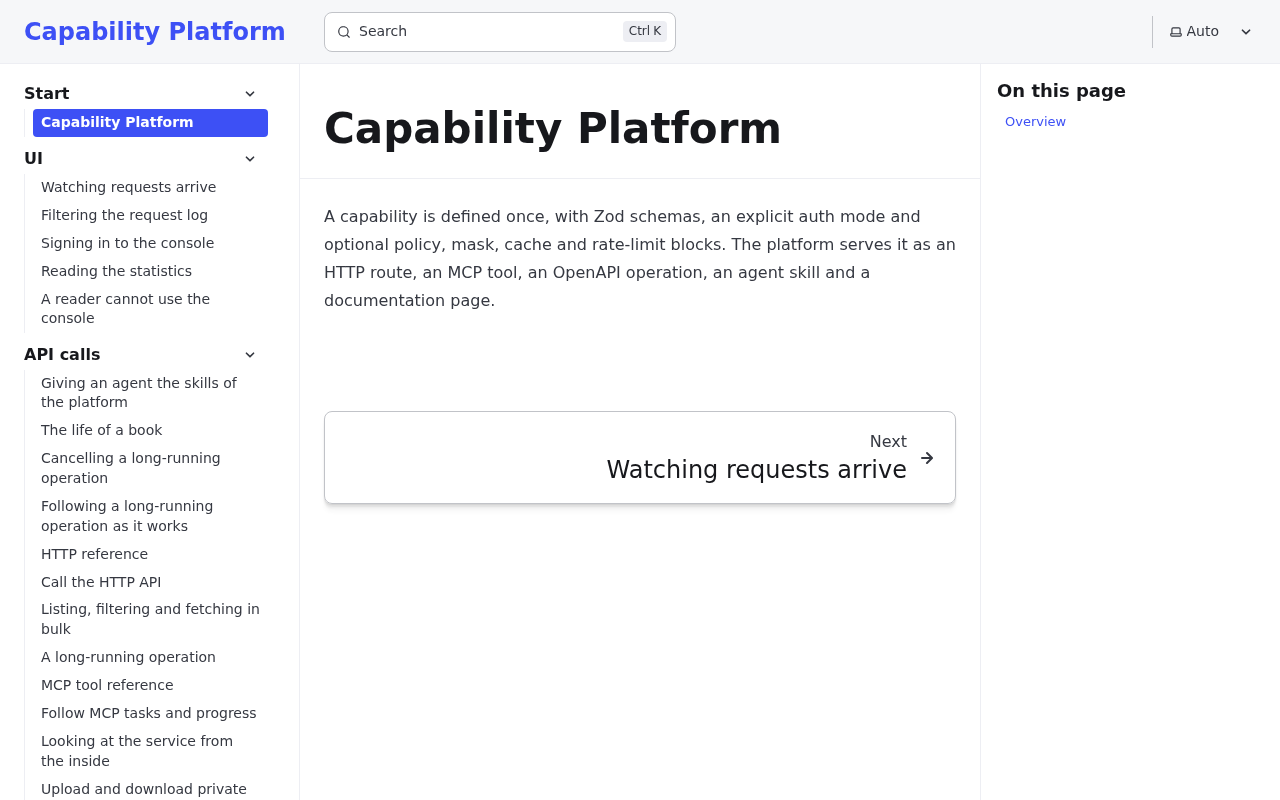 Capability Platform
Search
Ctrl K
Auto
Start
Capability Platform
UI
Watching requests arrive
Filtering the request log
Signing in to the console
Reading the statistics
A reader cannot use the
console
API calls
Giving an agent the skills of
the platform
The life of a book
Cancelling a long-running
operation
Following a long-running
operation as it works
HTTP reference
Call the HTTP API
Listing, filtering and fetching in
bulk
A long-running operation
MCP tool reference
Follow MCP tasks and progress
Looking at the service from
the inside
Upload and download private
Capability Platform
A capability is defined once, with Zod schemas, an explicit auth mode and
optional policy, mask, cache and rate-limit blocks. The platform serves it as an
HTTP route, an MCP tool, an OpenAPI operation, an agent skill and a
documentation page.
Next
Watching requests arrive
On this page
Overview